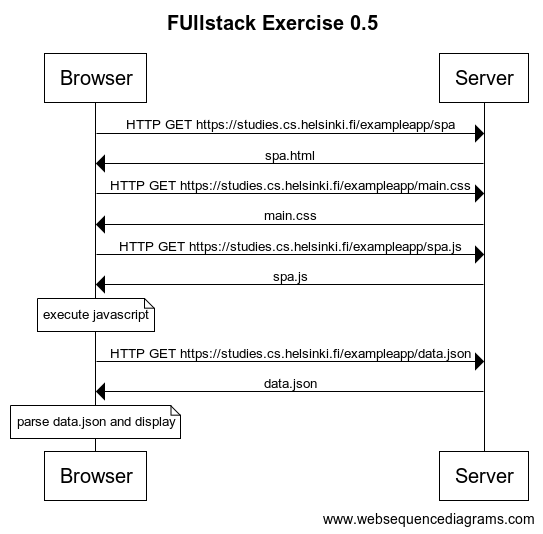 FUllstack Exercise 0.5
Browser
Server
HTTP GET https://studies.cs.helsinki.fi/exampleapp/spa
spa.html
HTTP GET https://studies.cs.helsinki.fi/exampleapp/main.css
main.css
HTTP GET https://studies.cs.helsinki.fi/exampleapp/spa.js
spa.js
execute javascript
HTTP GET https://studies.cs.helsinki.fi/exampleapp/data.json
data.json
parse data.json and display
Browser
Server
www.websequencediagrams.com